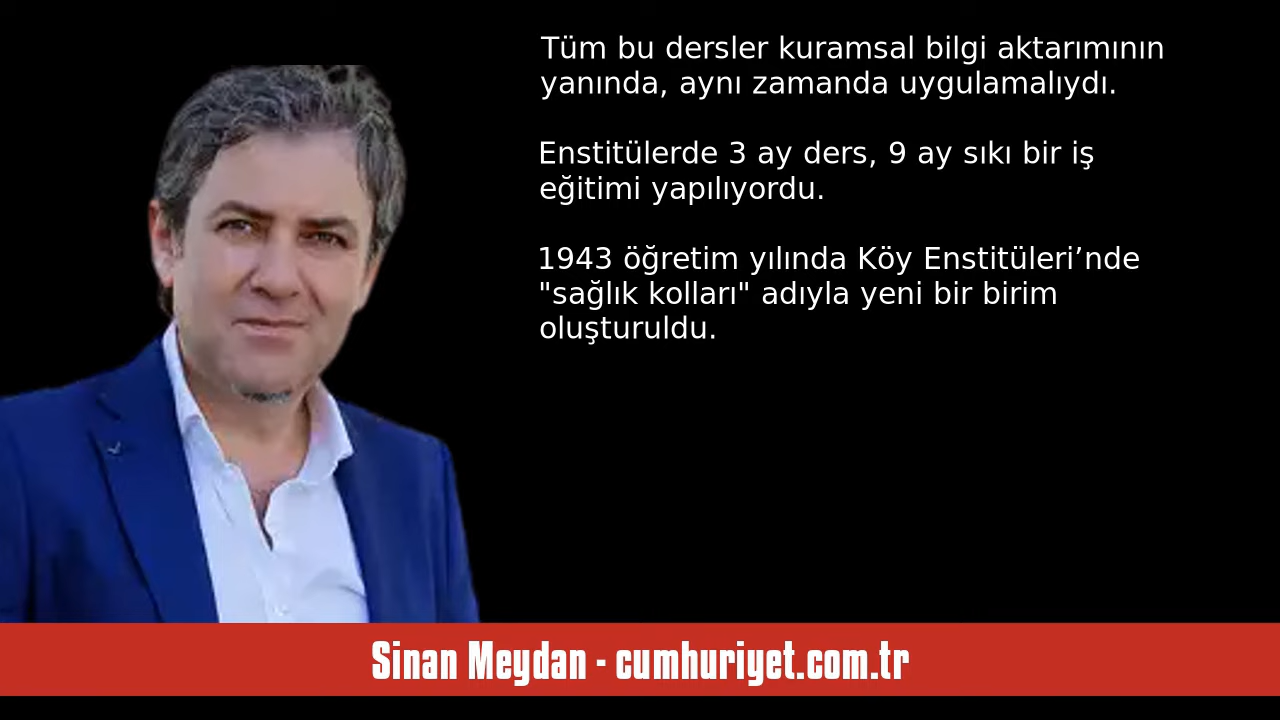 Tüm bu dersler kuramsal bilgi aktarımının
yanında, aynı zamanda uygulamalıydı.
Enstitülerde 3 ay ders, 9 ay sıkı bir iş
eğitimi yapılıyordu.
1943 öğretim yılında Köy Enstitüleri’nde
"sağlık kolları" adıyla yeni bir birim
oluşturuldu.
Sinan Meydan - cumhuriyet.com.tr